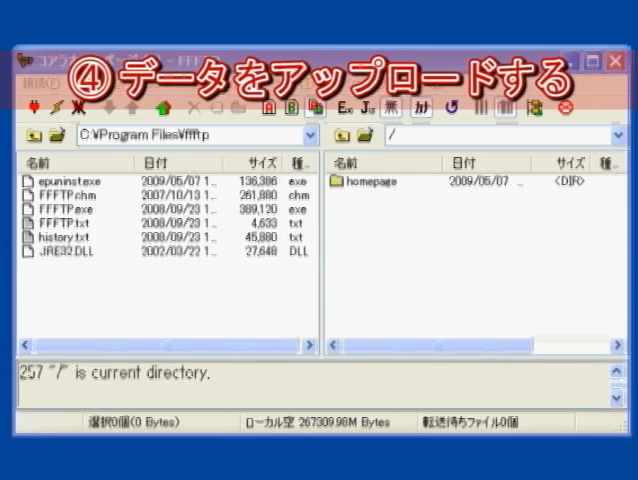 ④データをアップロードする
C:¥Program Files¥ffftp
/
名前 日付 サイズ 種..
名前 日付 サイズ 種..
epuninst.exe 2009/05/07 1... 136,386 exe
homepage 2009/05/07 ... <DIR>
FFFTP.chm 2007/10/13 1... 261,880 chm
FFFTP.exe 2008/09/23 1... 389,120 exe
FFFTP.txt 2008/09/23 1... 4,633 txt
history.txt 2008/09/23 1... 45,880 txt
JRE32.DLL 2002/03/22 1... 27,648 DLL
257 "/" is current directory.
選択0個(0 Bytes) ローカル空 267309.98M Bytes 転送待ちファイル0個